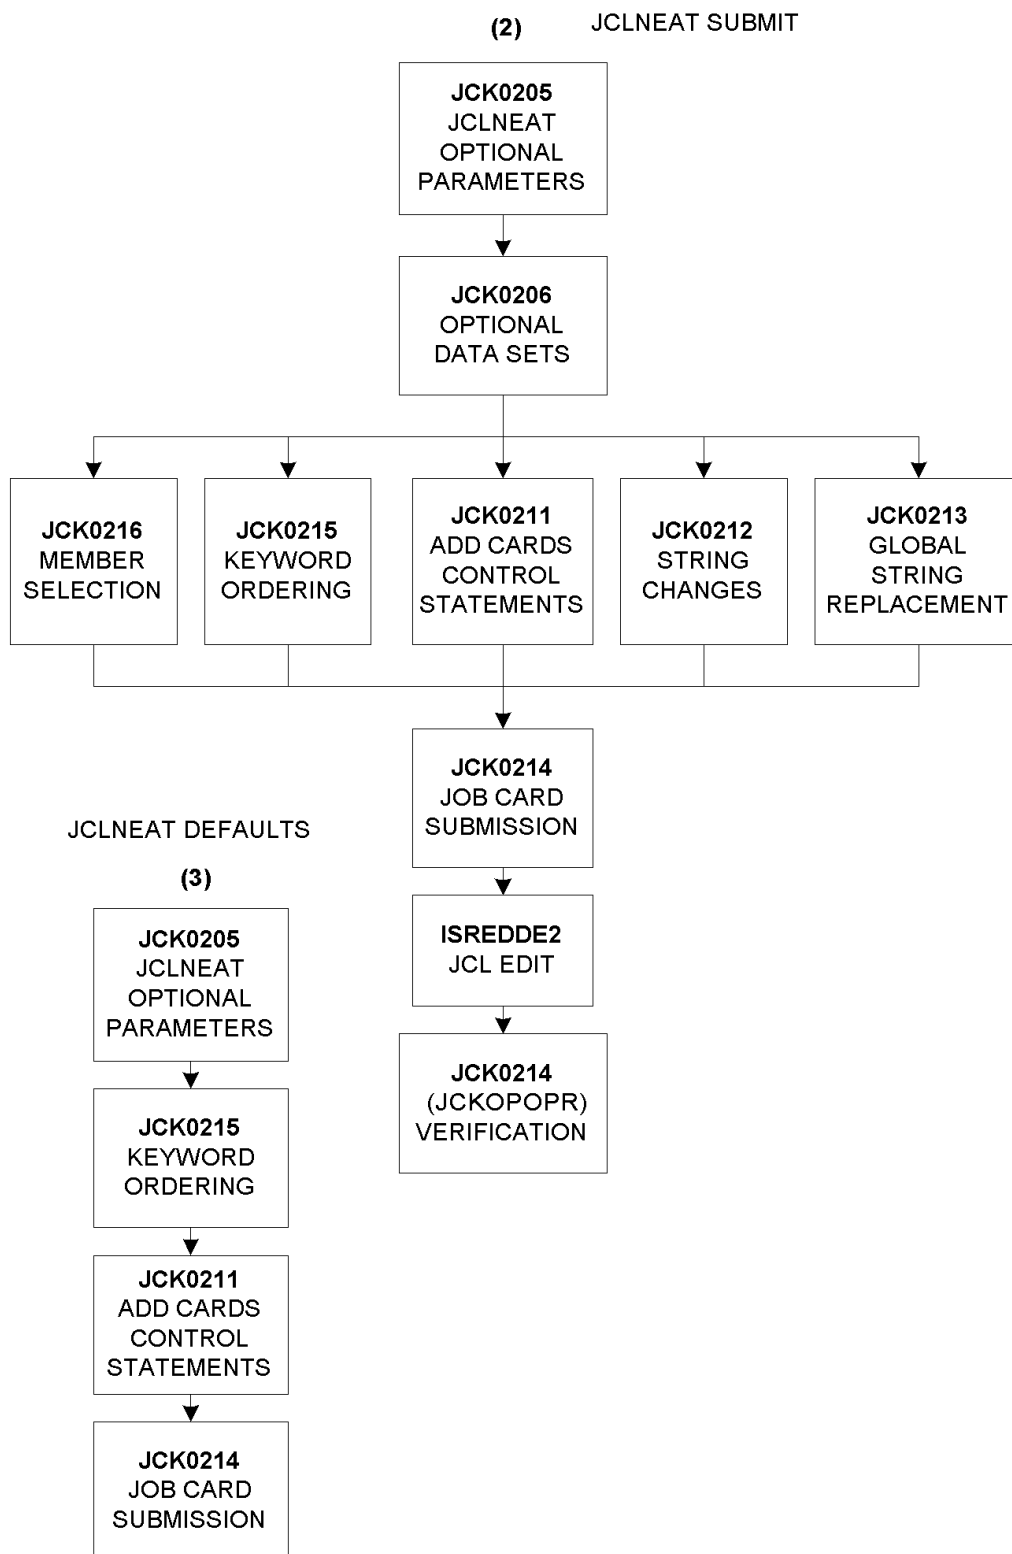 (2) JCLNEAT SUBMIT
JCK0205
JCLNEAT
OPTIONAL
PARAMETERS
JCK0206
OPTIONAL
DATA SETS
JCK0216
MEMBER
SELECTION
JCK0215
KEYWORD
ORDERING
JCK0211
ADD CARDS
CONTROL
STATEMENTS
JCK0212
STRING
CHANGES
JCK0213
GLOBAL
STRING
REPLACEMENT
JCK0214
JOB CARD
SUBMISSION
ISREDDE2
JCL EDIT
JCK0214
(JCKOPOPR)
VERIFICATION
JCLNEAT DEFAULTS
(3)
JCK0205
JCLNEAT
OPTIONAL
PARAMETERS
JCK0215
KEYWORD
ORDERING
JCK0211
ADD CARDS
CONTROL
STATEMENTS
JCK0214
JOB CARD
SUBMISSION